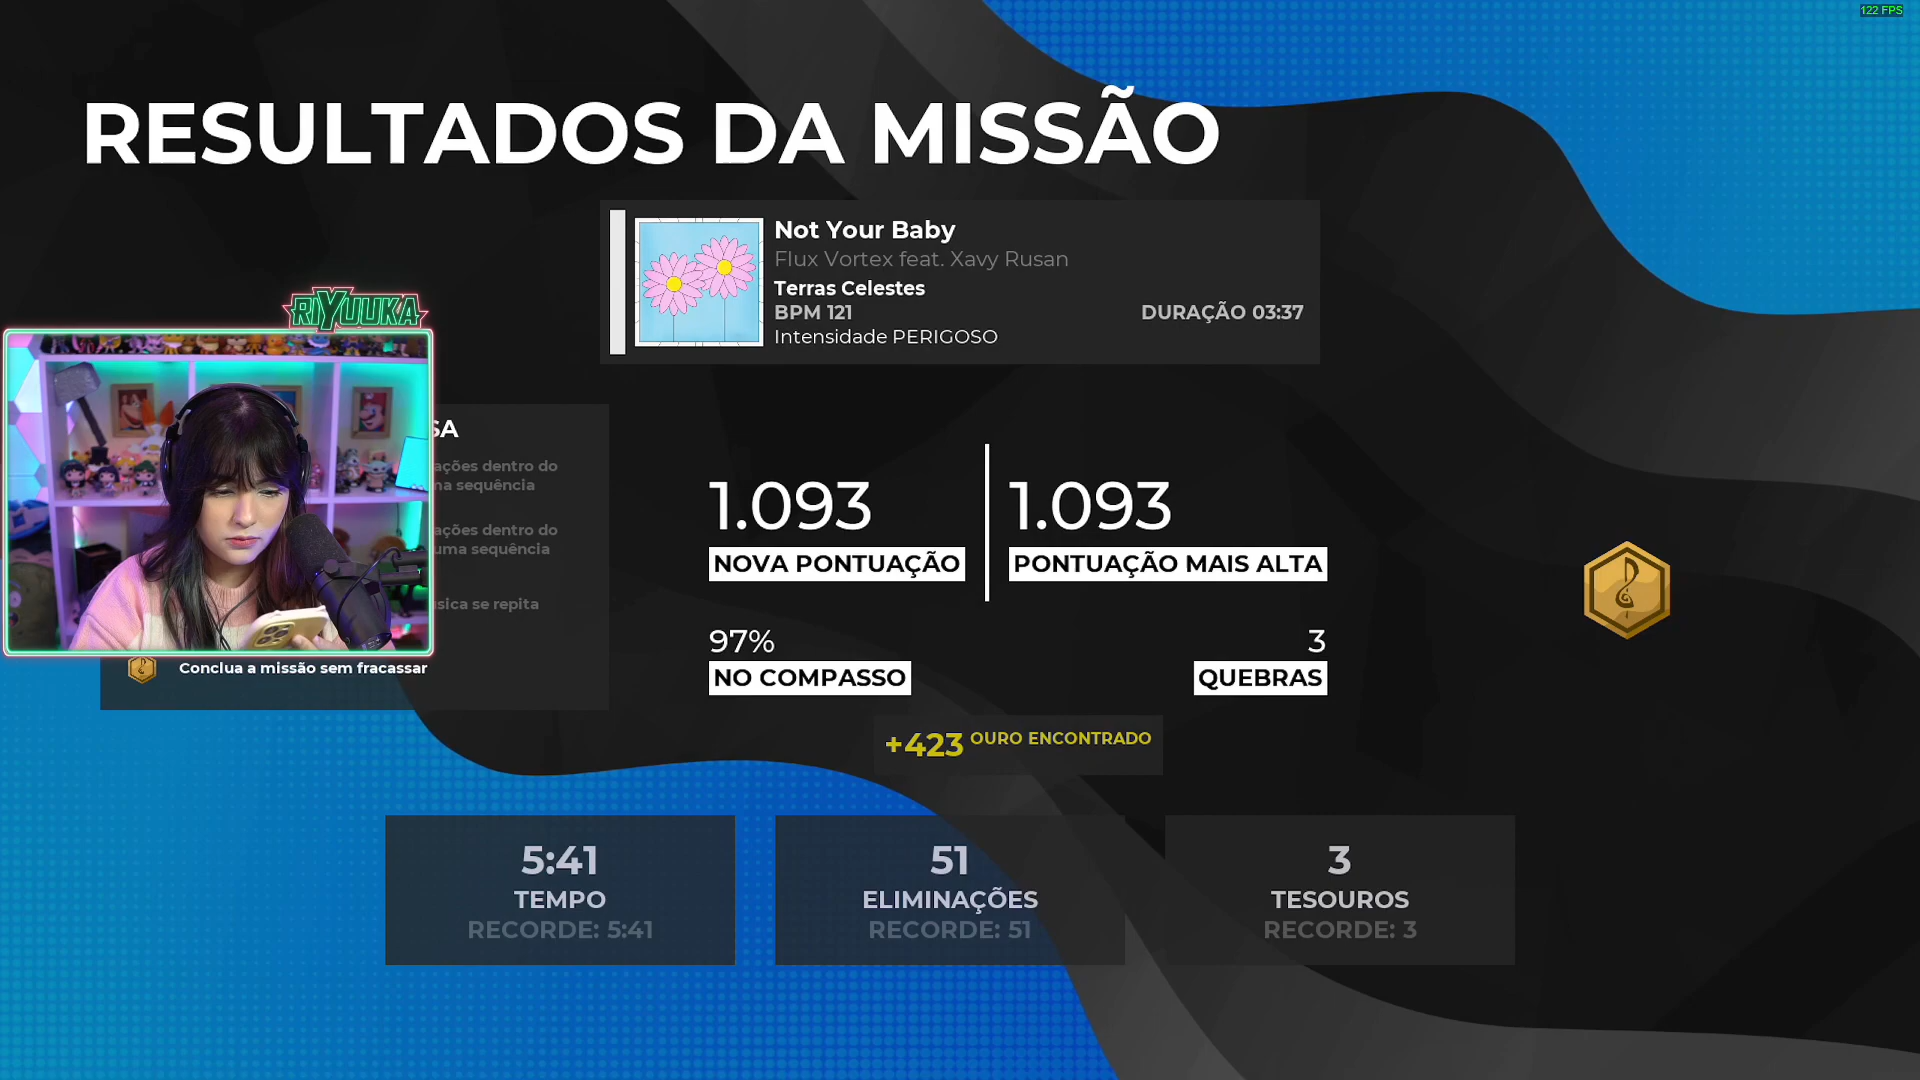 122 FPS
RESULTADOS DA MISSÃO
Not Your Baby
Flux Vortex feat. Xavy Rusan
Terras Celestes
BPM 121
DURAÇÃO 03:37
Intensidade PERIGOSO
RIYUUKA
ações dentro do
sequência
ações dentro do
uma sequência
se repita
Conclua a missão sem fracassar
1.093
NOVA PONTUAÇÃO
1.093
PONTUAÇÃO MAIS ALTA
97%
NO COMPASSO
3
QUEBRAS
+423 OURO ENCONTRADO
5:41
TEMPO
RECORDE: 5:41
51
ELIMINAÇÕES
RECORDE: 51
3
TESOUROS
RECORDE: 3